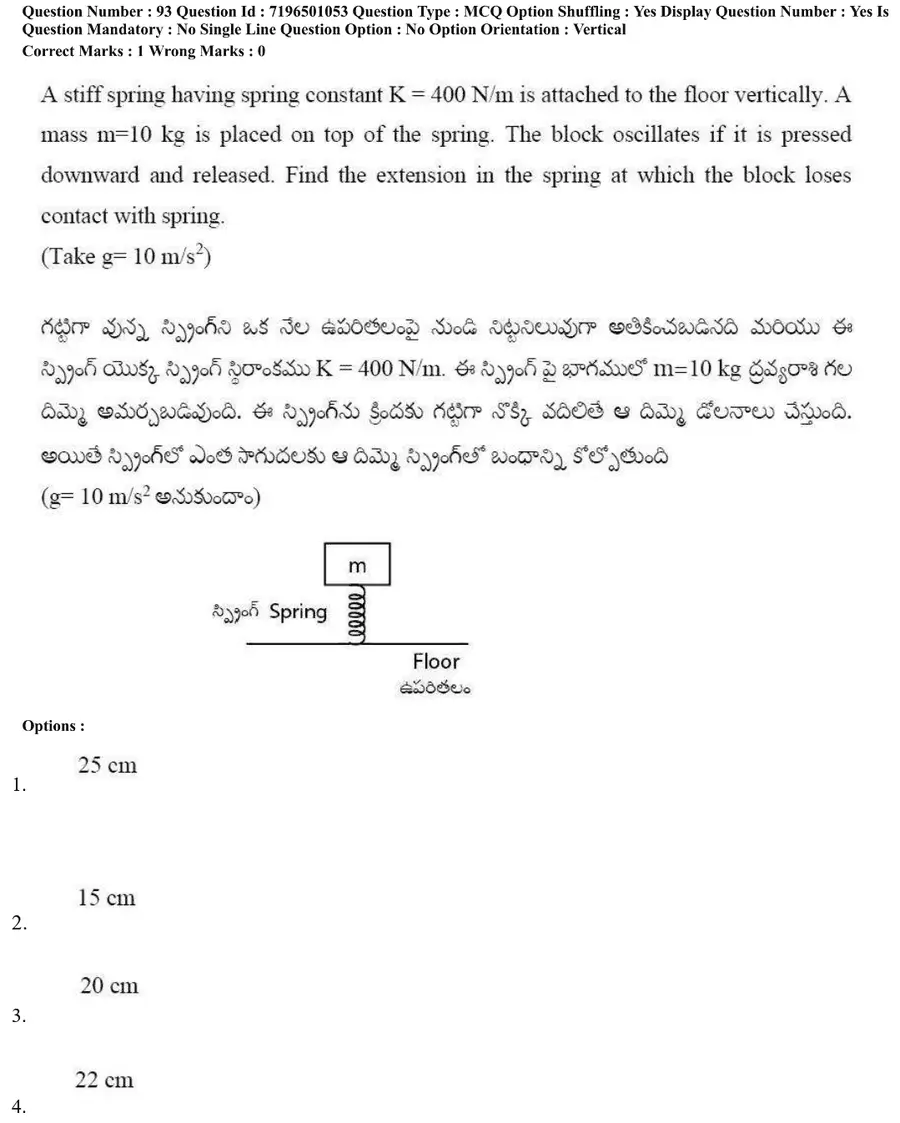 Question Number : 93 Question Id : 7196501053 Question Type : MCQ Option Shuffling : Yes Display Question Number : Yes Is
Question Mandatory : No Single Line Question Option : No Option Orientation : Vertical
Correct Marks : 1 Wrong Marks : 0
A stiff spring having spring constant K = 400 N/m is attached to the floor vertically. A
mass m=10 kg is placed on top of the spring. The block oscillates if it is pressed
downward and released. Find the extension in the spring at which the block loses
contact with spring.
(Take g= 10 m/s²)
గట్టిగా వున్న స్ప్రింగ్‌ని ఒక నేల ఉపరితలంపై నుండి నిట్టనిలువుగా అతికించబడినది మరియు ఈ
స్ప్రింగ్ యొక్క స్ప్రింగ్ స్థిరాంకము K = 400 N/m. ఈ స్ప్రింగ్ పై భాగములో m=10 kg ద్రవ్యరాశి గల
దిమ్మె అమర్చబడివుంది. ఈ స్ప్రింగ్‌ను క్రిందకు గట్టిగా నొక్కి వదిలితే ఆ దిమ్మె డోలనాలు చేస్తుంది.
అయితే స్ప్రింగ్‌లో ఎంత సాగుదలకు ఆ దిమ్మె స్ప్రింగ్‌తో బంధాన్ని కోల్పోతుంది
(g= 10 m/s² అనుకుందాం)
m
స్ప్రింగ్ Spring
Floor
ఉపరితలం
Options :
25 cm
1.
15 cm
2.
20 cm
3.
22 cm
4.